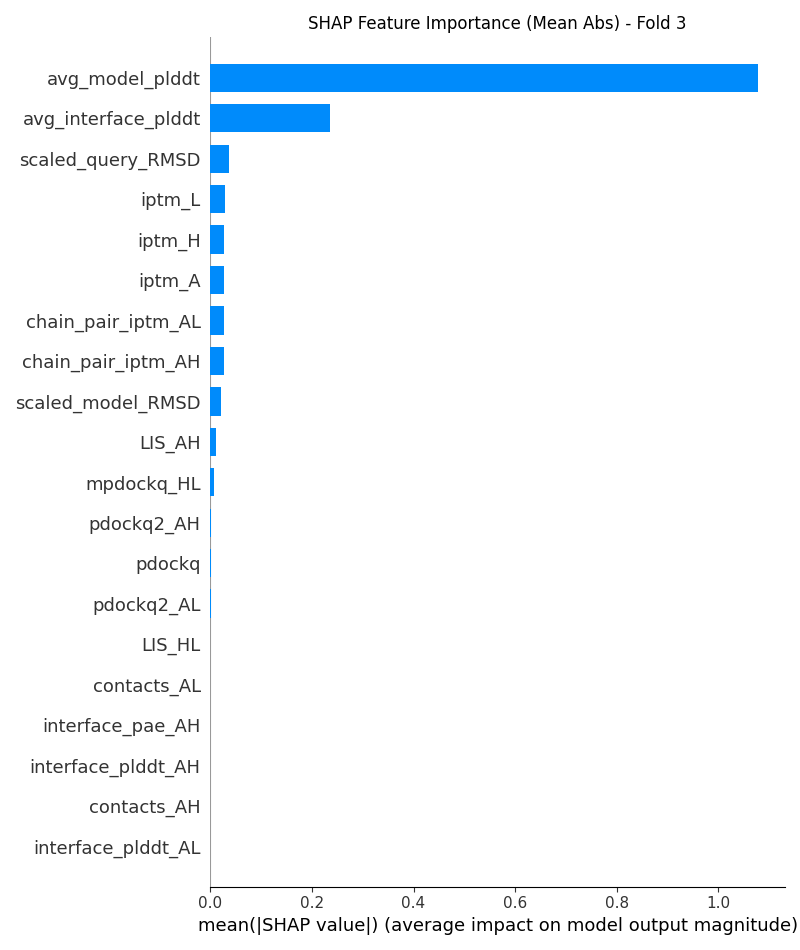 SHAP Feature Importance (Mean Abs) - Fold 3
avg_model_plddt
avg_interface_plddt
scaled_query_RMSD
iptm_L
iptm_H
iptm_A
chain_pair_iptm_AL
chain_pair_iptm_AH
scaled_model_RMSD
LIS_AH
mpdockq_HL
pdockq2_AH
pdockq
pdockq2_AL
LIS_HL
contacts_AL
interface_pae_AH
interface_plddt_AH
contacts_AH
interface_plddt_AL
0.0 0.2 0.4 0.6 0.8 1.0
mean(|SHAP value|) (average impact on model output magnitude)